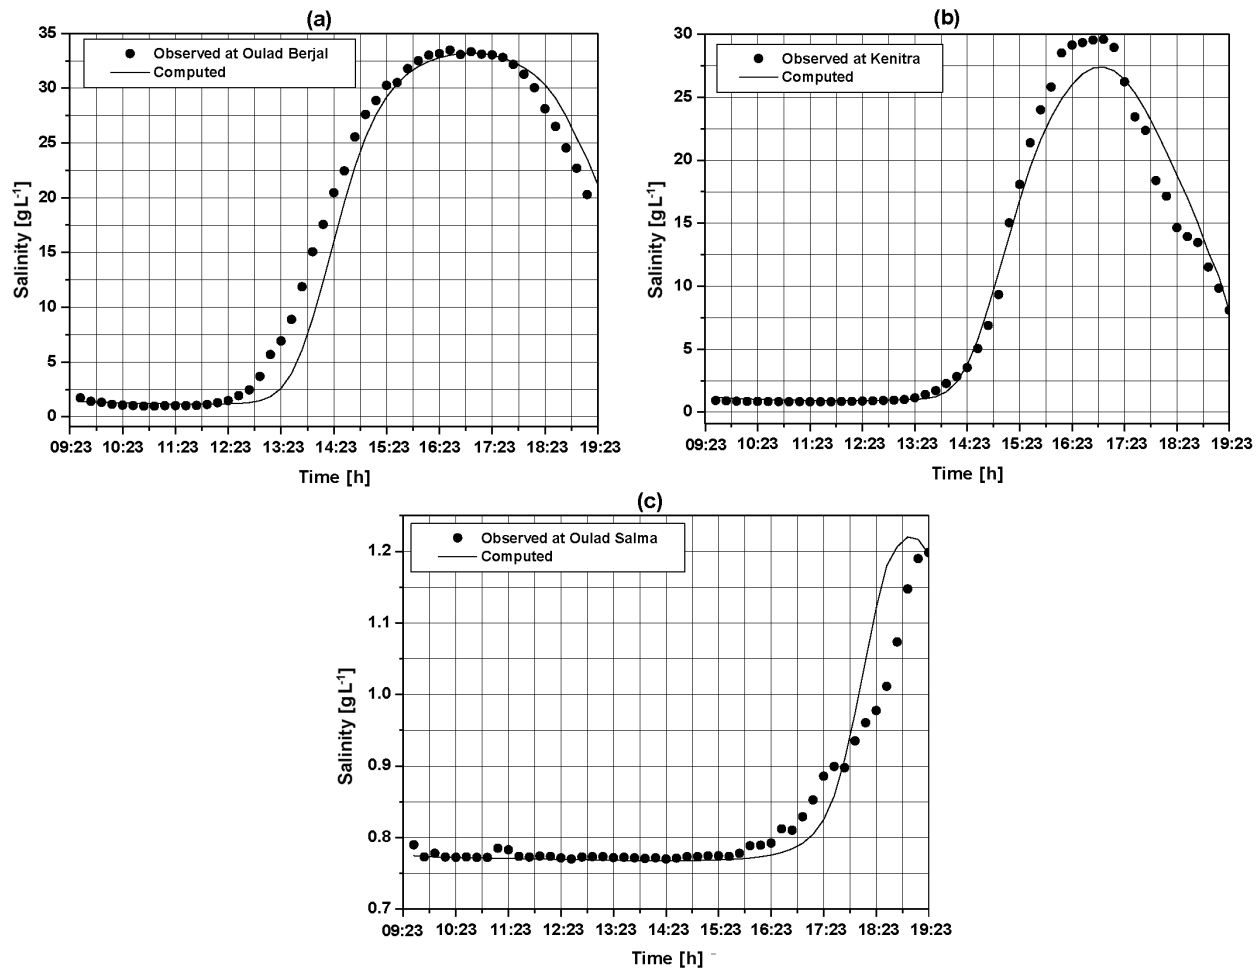 (a)
Salinity [gL⁻¹]
35
30
25
20
15
10
5
0
Observed at Oulad Berjal
Computed
09:23 10:23 11:23 12:23 13:23 14:23 15:23 16:23 17:23 18:23 19:23
Time [h]
(b)
Salinity [gL⁻¹]
30
25
20
15
10
5
0
Observed at Kenitra
Computed
09:23 10:23 11:23 12:23 13:23 14:23 15:23 16:23 17:23 18:23 19:23
Time [h]
(c)
Salinity [gL⁻¹]
1.2
1.1
1.0
0.9
0.8
0.7
Observed at Oulad Salma
Computed
09:23 10:23 11:23 12:23 13:23 14:23 15:23 16:23 17:23 18:23 19:23
Time [h]